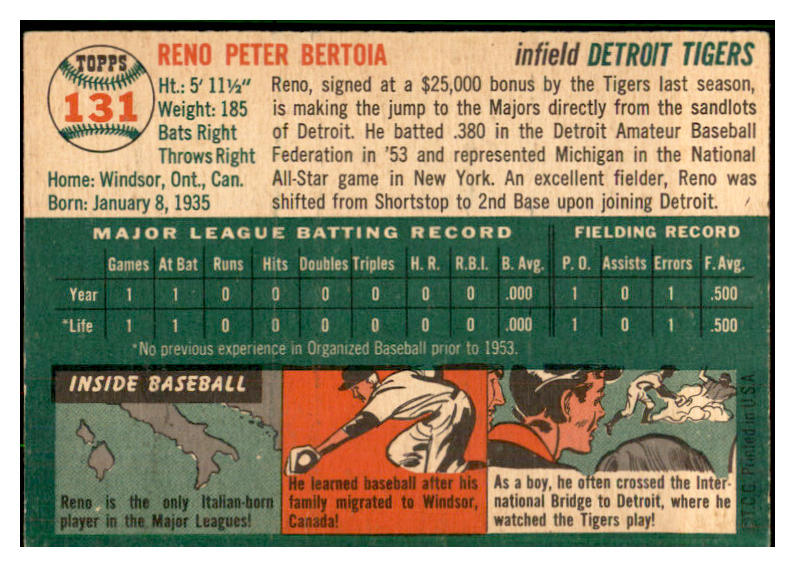 TOPPS
131
RENO PETER BERTOIA
infield DETROIT TIGERS
Ht.: 5' 11½"
Weight: 185
Bats Right
Throws Right
Home: Windsor, Ont., Can.
Born: January 8, 1935
Reno, signed at a $25,000 bonus by the Tigers last season,
is making the jump to the Majors directly from the sandlots
of Detroit. He batted .380 in the Detroit Amateur Baseball
Federation in '53 and represented Michigan in the National
All-Star game in New York. An excellent fielder, Reno was
shifted from Shortstop to 2nd Base upon joining Detroit.
MAJOR LEAGUE BATTING RECORD FIELDING RECORD
Games At Bat Runs Hits Doubles Triples H. R. R.B.I. B. Avg. P. O. Assists Errors F. Avg.
Year 1 1 0 0 0 0 0 0 .000 1 0 1 .500
*Life 1 1 0 0 0 0 0 0 .000 1 0 1 .500
*No previous experience in Organized Baseball prior to 1953.
INSIDE BASEBALL
Reno is the only Italian-born
player in the Major Leagues!
He learned baseball after his
family migrated to Windsor,
Canada!
As a boy, he often crossed the Inter-
national Bridge to Detroit, where he
watched the Tigers play!
T.C.G. Printed in U.S.A.